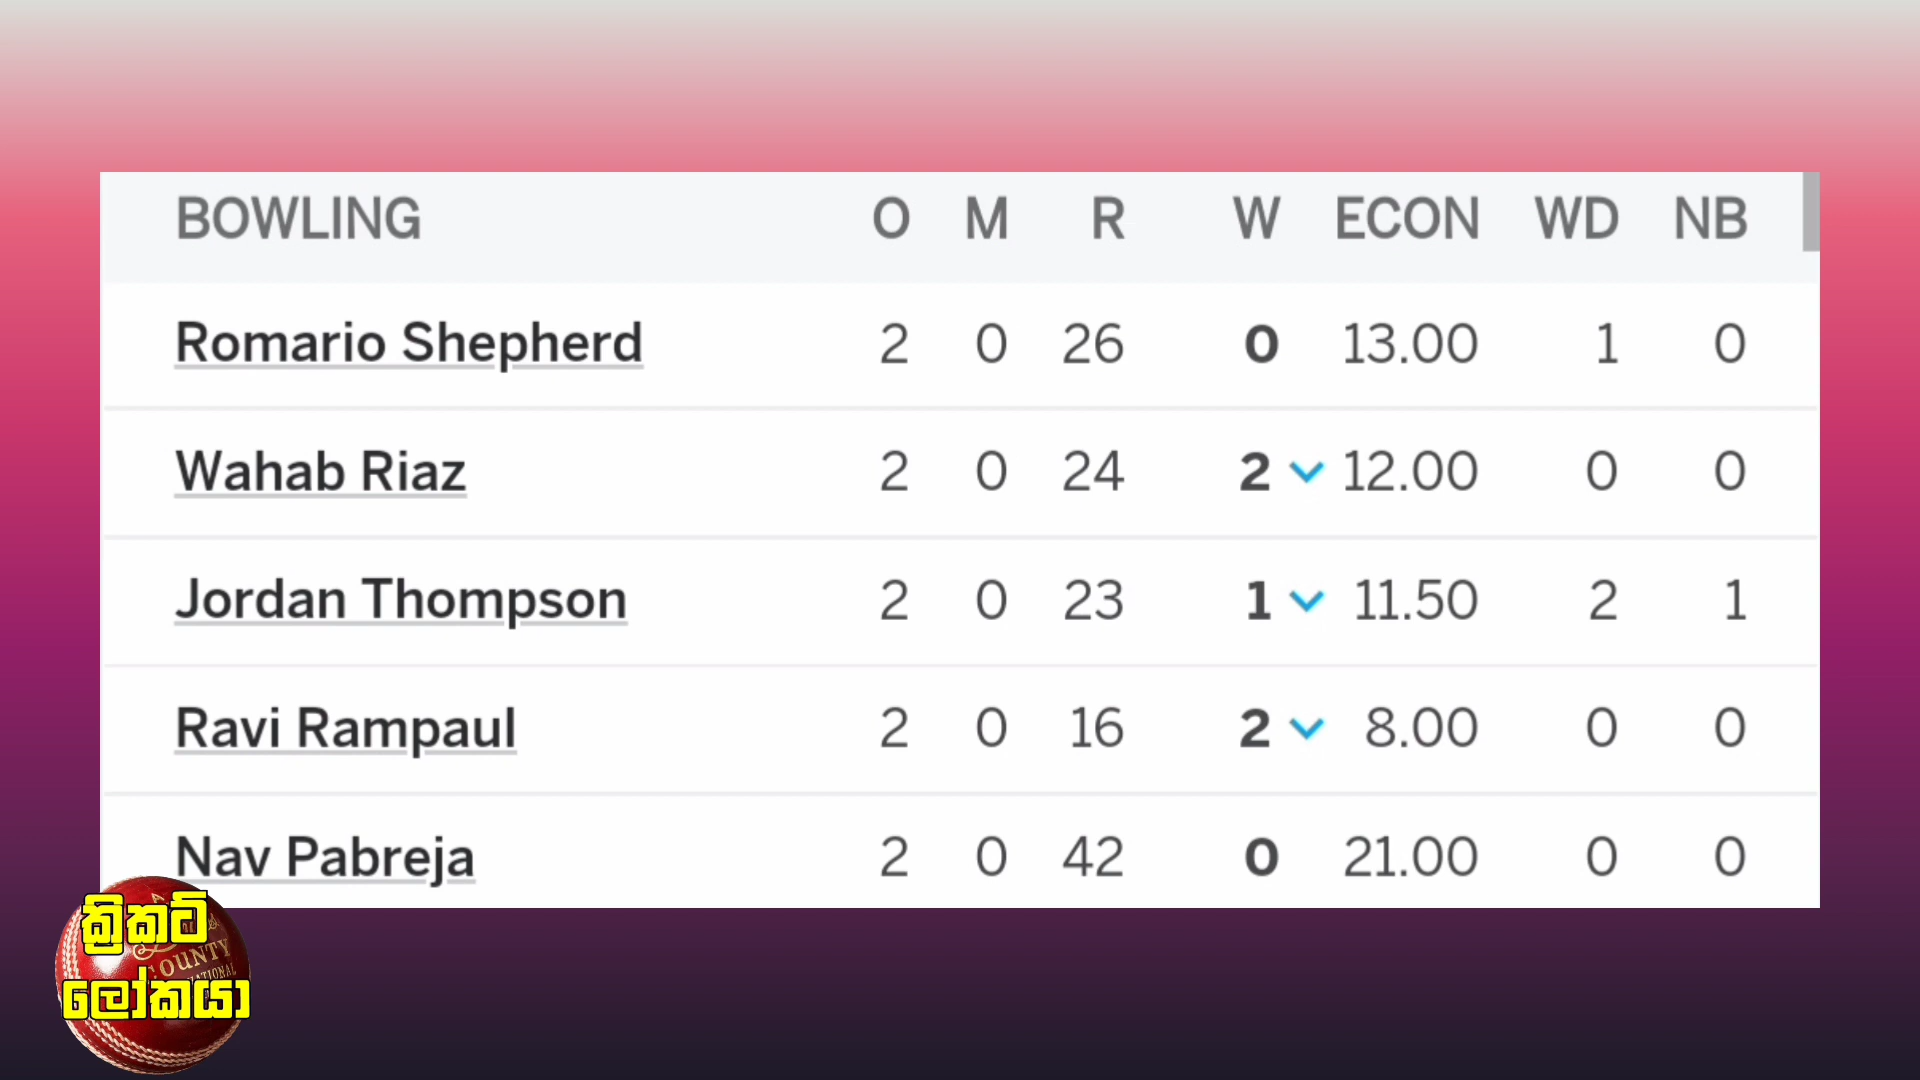 BOWLING O M R W ECON WD NB
Romario Shepherd 2 0 26 0 13.00 1 0
Wahab Riaz 2 0 24 2 12.00 0 0
Jordan Thompson 2 0 23 1 11.50 2 1
Ravi Rampaul 2 0 16 2 8.00 0 0
Nav Pabreja 2 0 42 0 21.00 0 0
ක්‍රිකට්
COUNTY
ලෝකයා